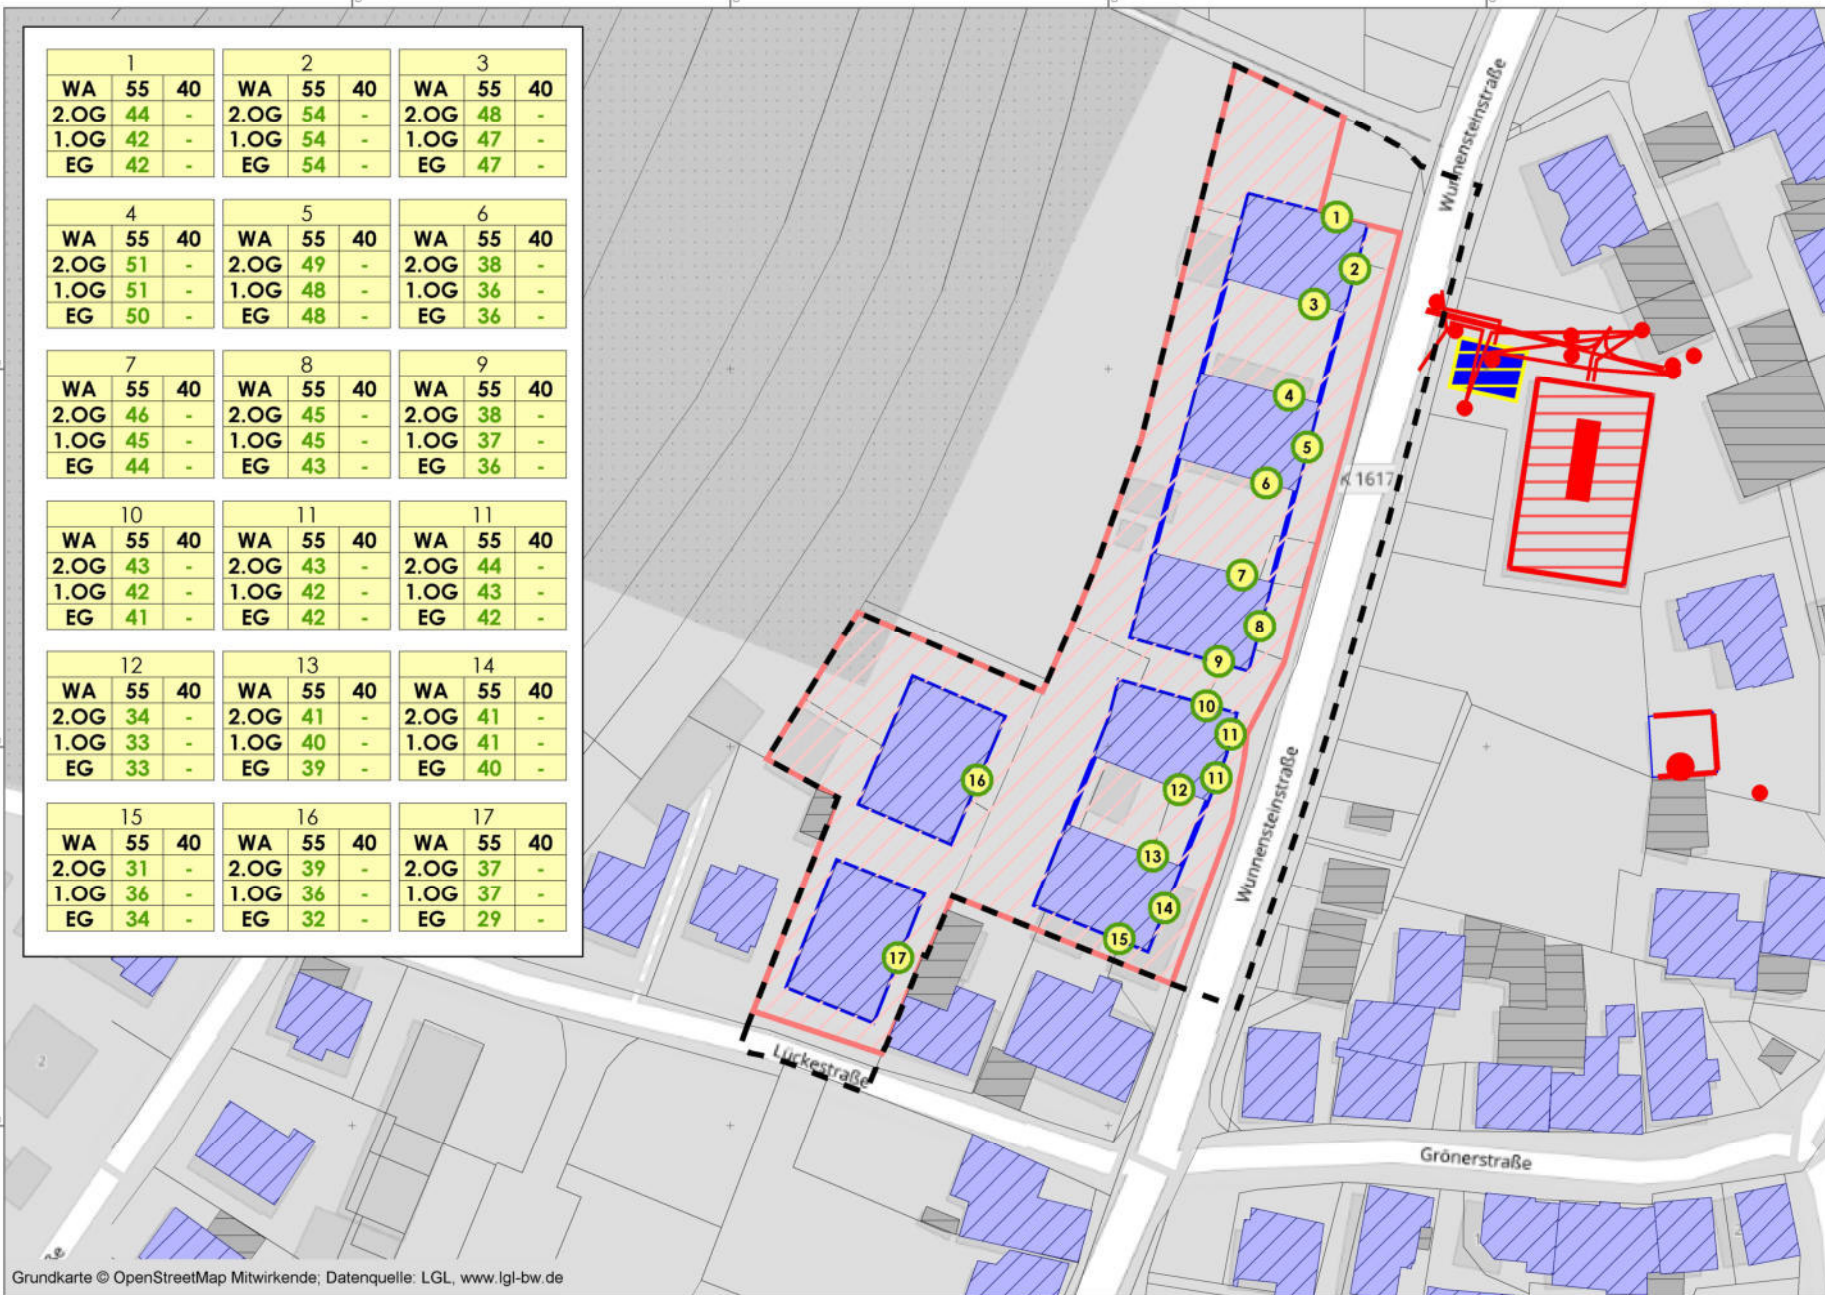 1 2 3
WA 55 40 WA 55 40 WA 55 40
2.OG 44 - 2.OG 54 - 2.OG 48 -
1.OG 42 - 1.OG 54 - 1.OG 47 -
EG 42 - EG 54 - EG 47 -
4 5 6
WA 55 40 WA 55 40 WA 55 40
2.OG 51 - 2.OG 49 - 2.OG 38 -
1.OG 51 - 1.OG 48 - 1.OG 36 -
EG 50 - EG 48 - EG 36 -
7 8 9
WA 55 40 WA 55 40 WA 55 40
2.OG 46 - 2.OG 45 - 2.OG 38 -
1.OG 45 - 1.OG 45 - 1.OG 37 -
EG 44 - EG 43 - EG 36 -
10 11 11
WA 55 40 WA 55 40 WA 55 40
2.OG 43 - 2.OG 43 - 2.OG 44 -
1.OG 42 - 1.OG 42 - 1.OG 43 -
EG 41 - EG 42 - EG 42 -
12 13 14
WA 55 40 WA 55 40 WA 55 40
2.OG 34 - 2.OG 41 - 2.OG 41 -
1.OG 33 - 1.OG 40 - 1.OG 41 -
EG 33 - EG 39 - EG 40 -
15 16 17
WA 55 40 WA 55 40 WA 55 40
2.OG 31 - 2.OG 39 - 2.OG 37 -
1.OG 36 - 1.OG 36 - 1.OG 37 -
EG 34 - EG 32 - EG 29 -
Wunnensteinstraße
1
2
3
4
5
K 1617
6
7
8
9
10
11
11
16
12
Wunnensteinstraße
13
14
15
17
Lückestraße
2
Grönerstraße
ße
Grundkarte © OpenStreetMap Mitwirkende; Datenquelle: LGL, www.lgl-bw.de